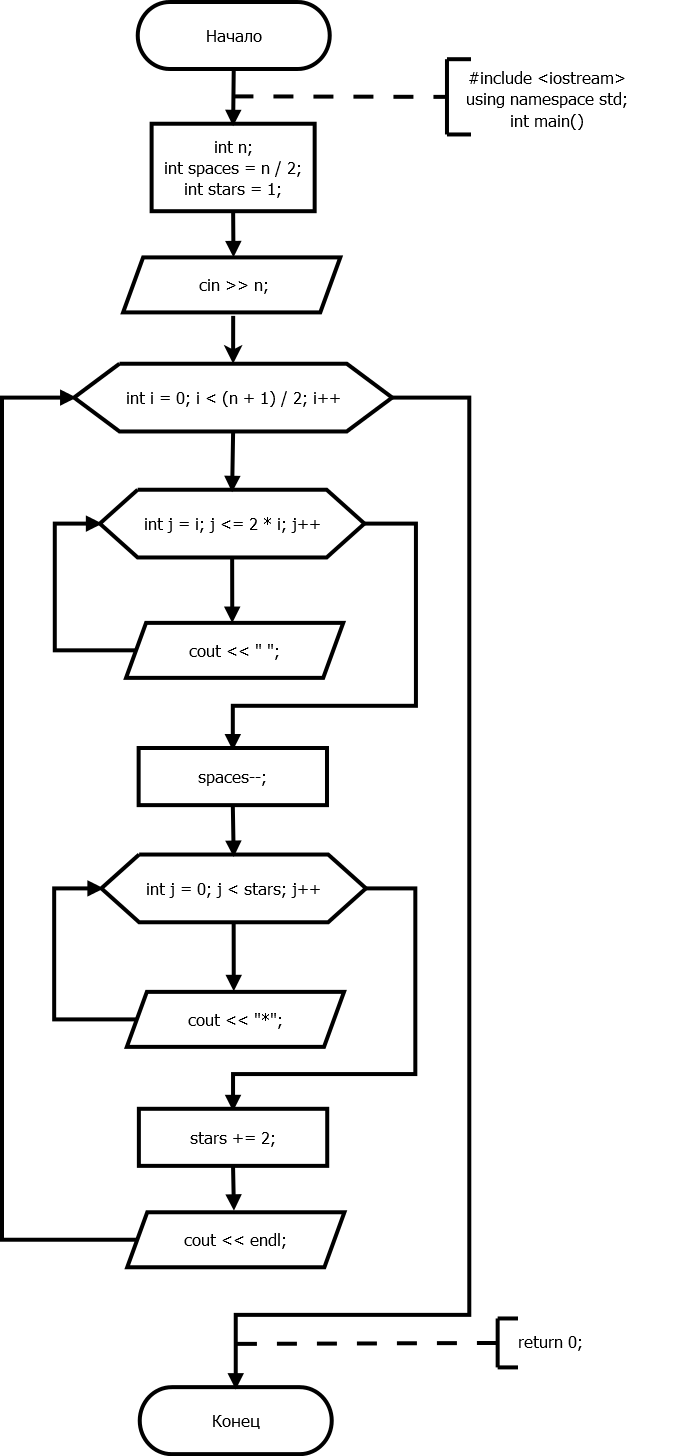 Начало
#include <iostream>
using namespace std;
int main()
int n;
int spaces = n / 2;
int stars = 1;
cin >> n;
int i = 0; i < (n + 1) / 2; i++
int j = i; j <= 2 * i; j++
cout << " ";
spaces--;
int j = 0; j < stars; j++
cout << "*";
stars += 2;
cout << endl;
return 0;
Конец